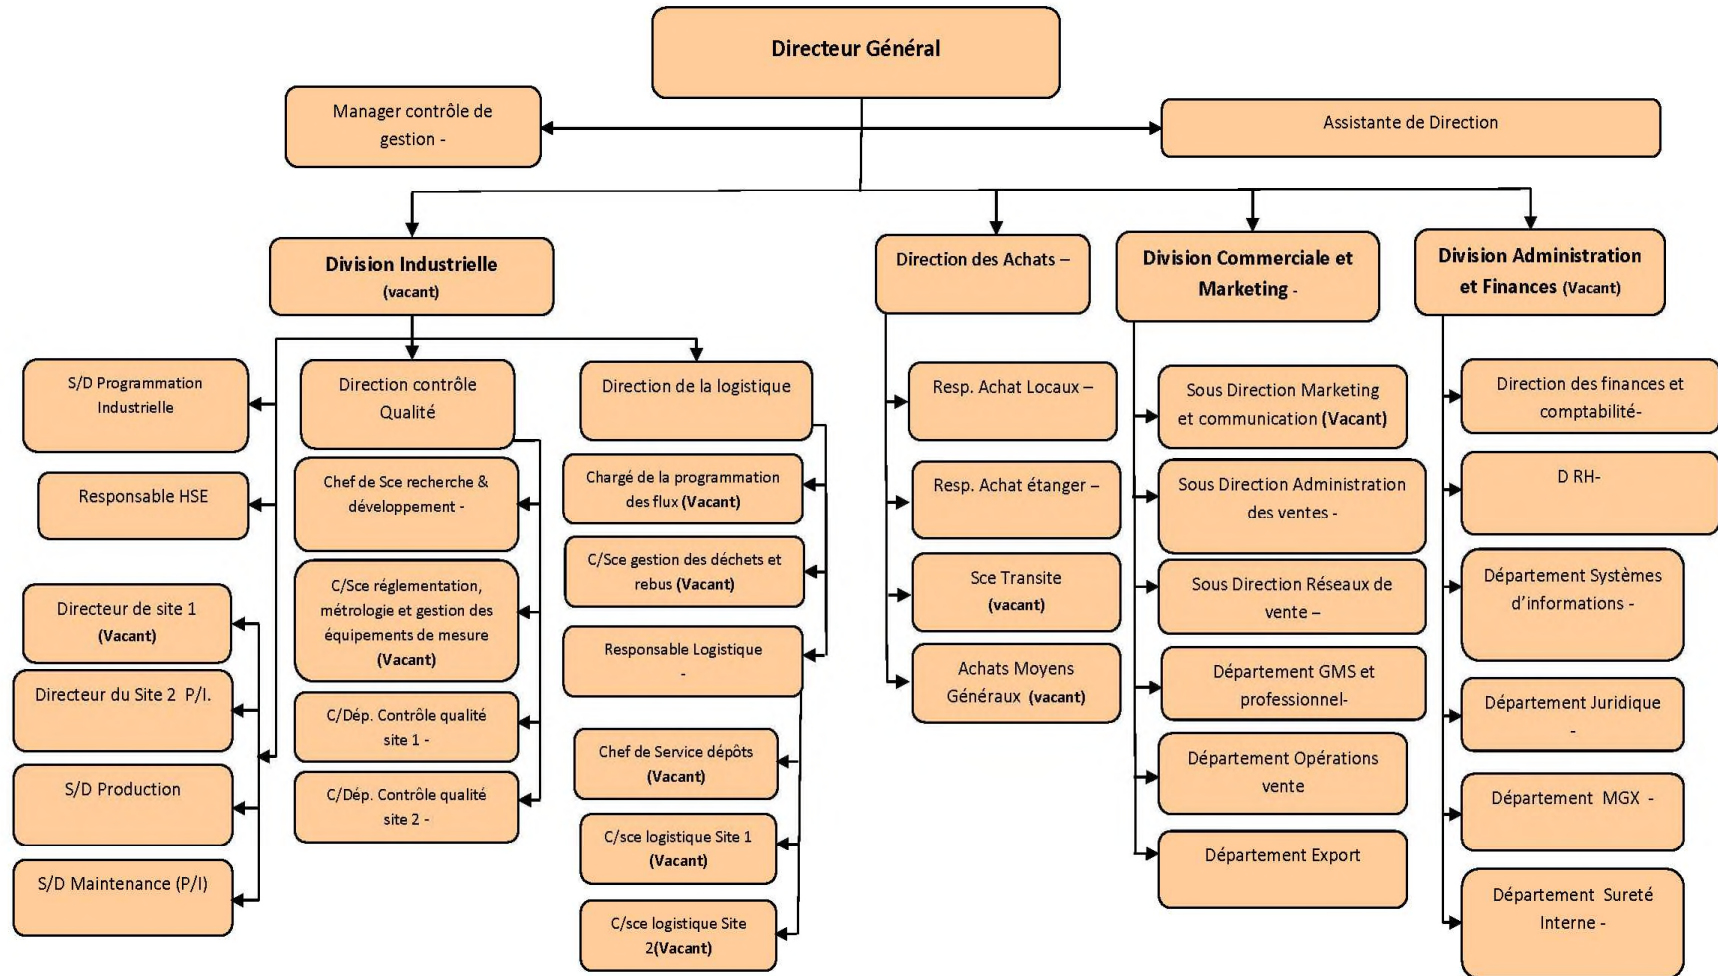 Directeur Général
Manager contrôle de
gestion -
Assistante de Direction
Division Industrielle
(vacant)
Direction des Achats –
Division Commerciale et
Marketing -
Division Administration
et Finances (Vacant)
S/D Programmation
Industrielle
Responsable HSE
Directeur de site 1
(Vacant)
Directeur du Site 2 P/I.
S/D Production
S/D Maintenance (P/I)
Direction contrôle
Qualité
Chef de Sce recherche &
développement -
C/Sce réglementation,
métrologie et gestion des
équipements de mesure
(Vacant)
C/Dép. Contrôle qualité
site 1 -
C/Dép. Contrôle qualité
site 2 -
Direction de la logistique
Chargé de la programmation
des flux (Vacant)
C/Sce gestion des déchets et
rebus (Vacant)
Responsable Logistique
-
Chef de Service dépôts
(Vacant)
C/sce logistique Site 1
(Vacant)
C/sce logistique Site
2(Vacant)
Resp. Achat Locaux –
Resp. Achat étanger –
Sce Transite
(vacant)
Achats Moyens
Généraux (vacant)
Sous Direction Marketing
et communication (Vacant)
Sous Direction Administration
des ventes -
Sous Direction Réseaux de
vente –
Département GMS et
professionnel-
Département Opérations
vente
Département Export
Direction des finances et
comptabilité-
D RH-
Département Systèmes
d'informations -
Département Juridique
-
Département MGX -
Département Sureté
Interne -